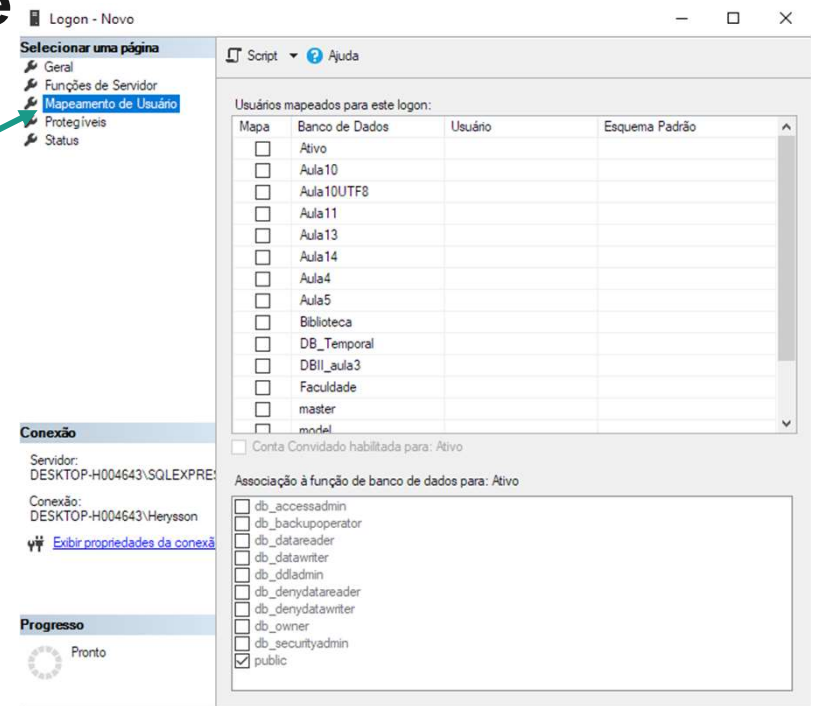 e
Logon - Novo
Selecionar uma página
Geral
Funções de Servidor
Mapeamento de Usuário
Protegíveis
Status
Script
Ajuda
Usuários mapeados para este logon:
Mapa Banco de Dados Usuário Esquema Padrão
Ativo
Aula10
Aula10UTF8
Aula11
Aula13
Aula14
Aula4
Aula5
Biblioteca
DB_Temporal
DBII_aula3
Faculdade
master
model
Conta Convidado habilitada para: Ativo
Associação à função de banco de dados para: Ativo
db_accessadmin
db_backupoperator
db_datareader
db_datawriter
db_ddladmin
db_denydatareader
db_denydatawriter
db_owner
db_securityadmin
public
Conexão
Servidor:
DESKTOP-H004643\SQLEXPRE
Conexão:
DESKTOP-H004643\Herysson
Exibir propriedades da conexã
Progresso
Pronto